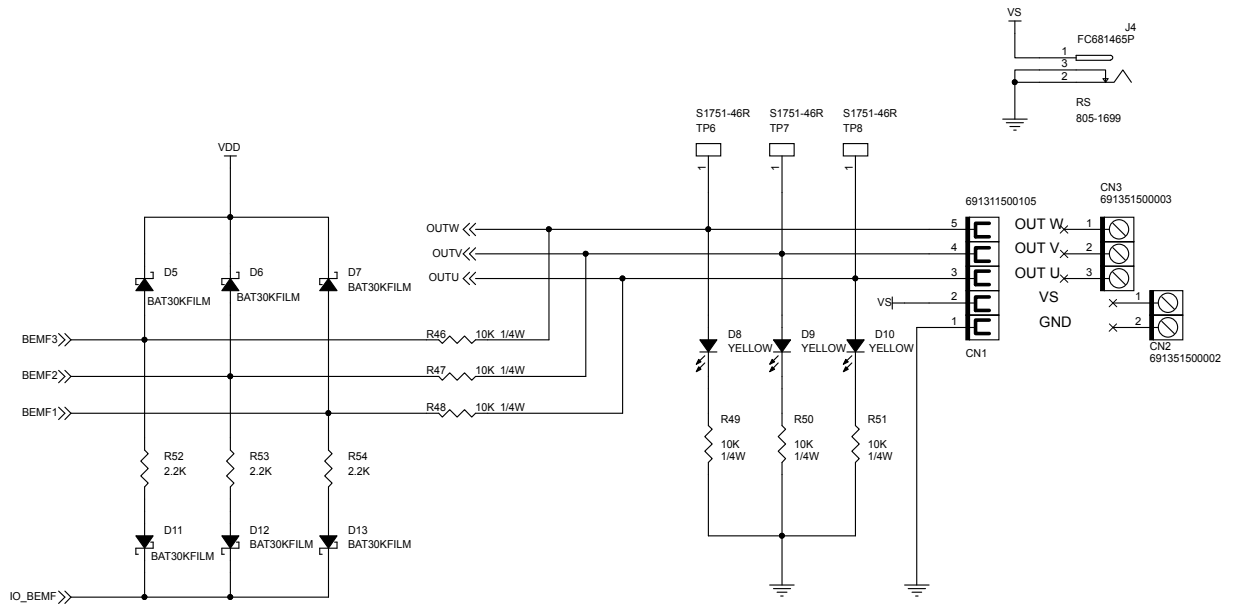 VS
J4
FC681465P
1
3
2
RS
805-1699
S1751-46R
TP6
S1751-46R
TP7
S1751-46R
TP8
1
1
1
VDD
691311500105
CN3
691351500003
OUTW
5
OUT W
1
OUTV
4
OUT V
2
OUTU
3
OUT U
3
VS
2
VS
1
1
GND
2
CN1
CN2
691351500002
D5
BAT30KFILM
D6
BAT30KFILM
D7
BAT30KFILM
BEMF3
R46
10K 1/4W
BEMF2
R47
10K 1/4W
BEMF1
R48
10K 1/4W
D8
YELLOW
D9
YELLOW
D10
YELLOW
R49
10K
1/4W
R50
10K
1/4W
R51
10K
1/4W
R52
2.2K
R53
2.2K
R54
2.2K
D11
BAT30KFILM
D12
BAT30KFILM
D13
BAT30KFILM
IO_BEMF